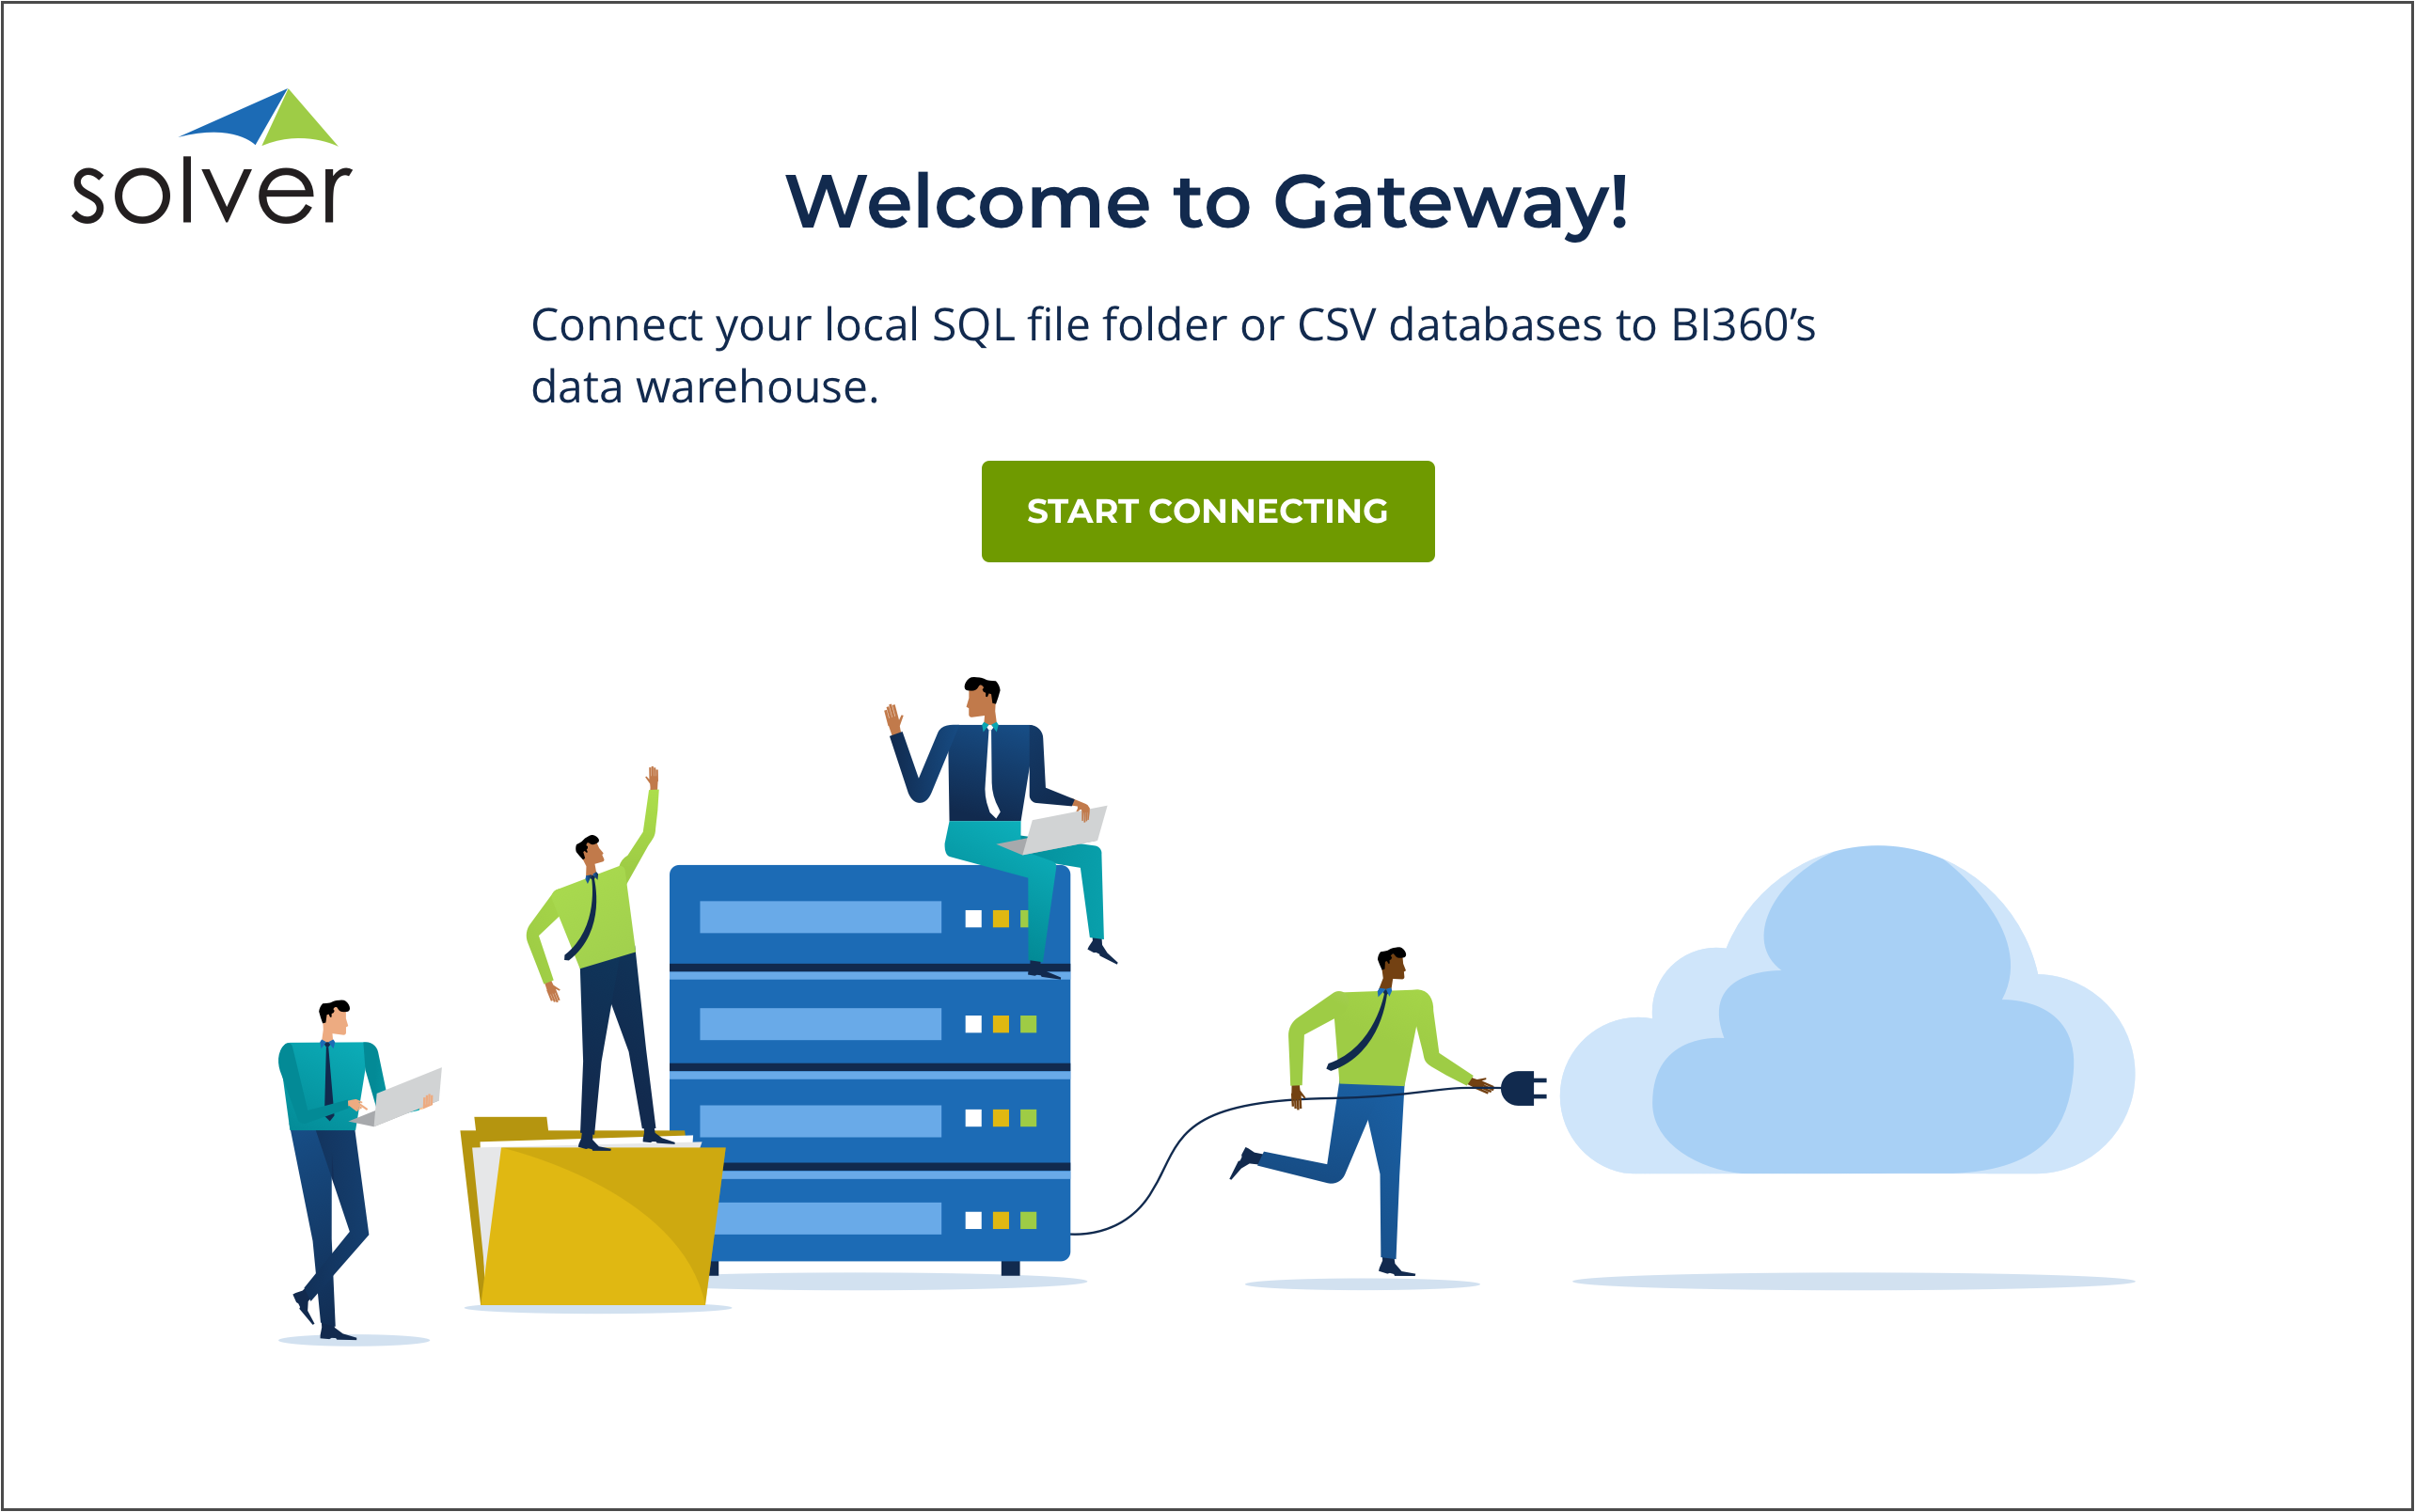 solver
Welcome to Gateway!
Connect your local SQL file folder or CSV databases to BI360’s
data warehouse.
START CONNECTING